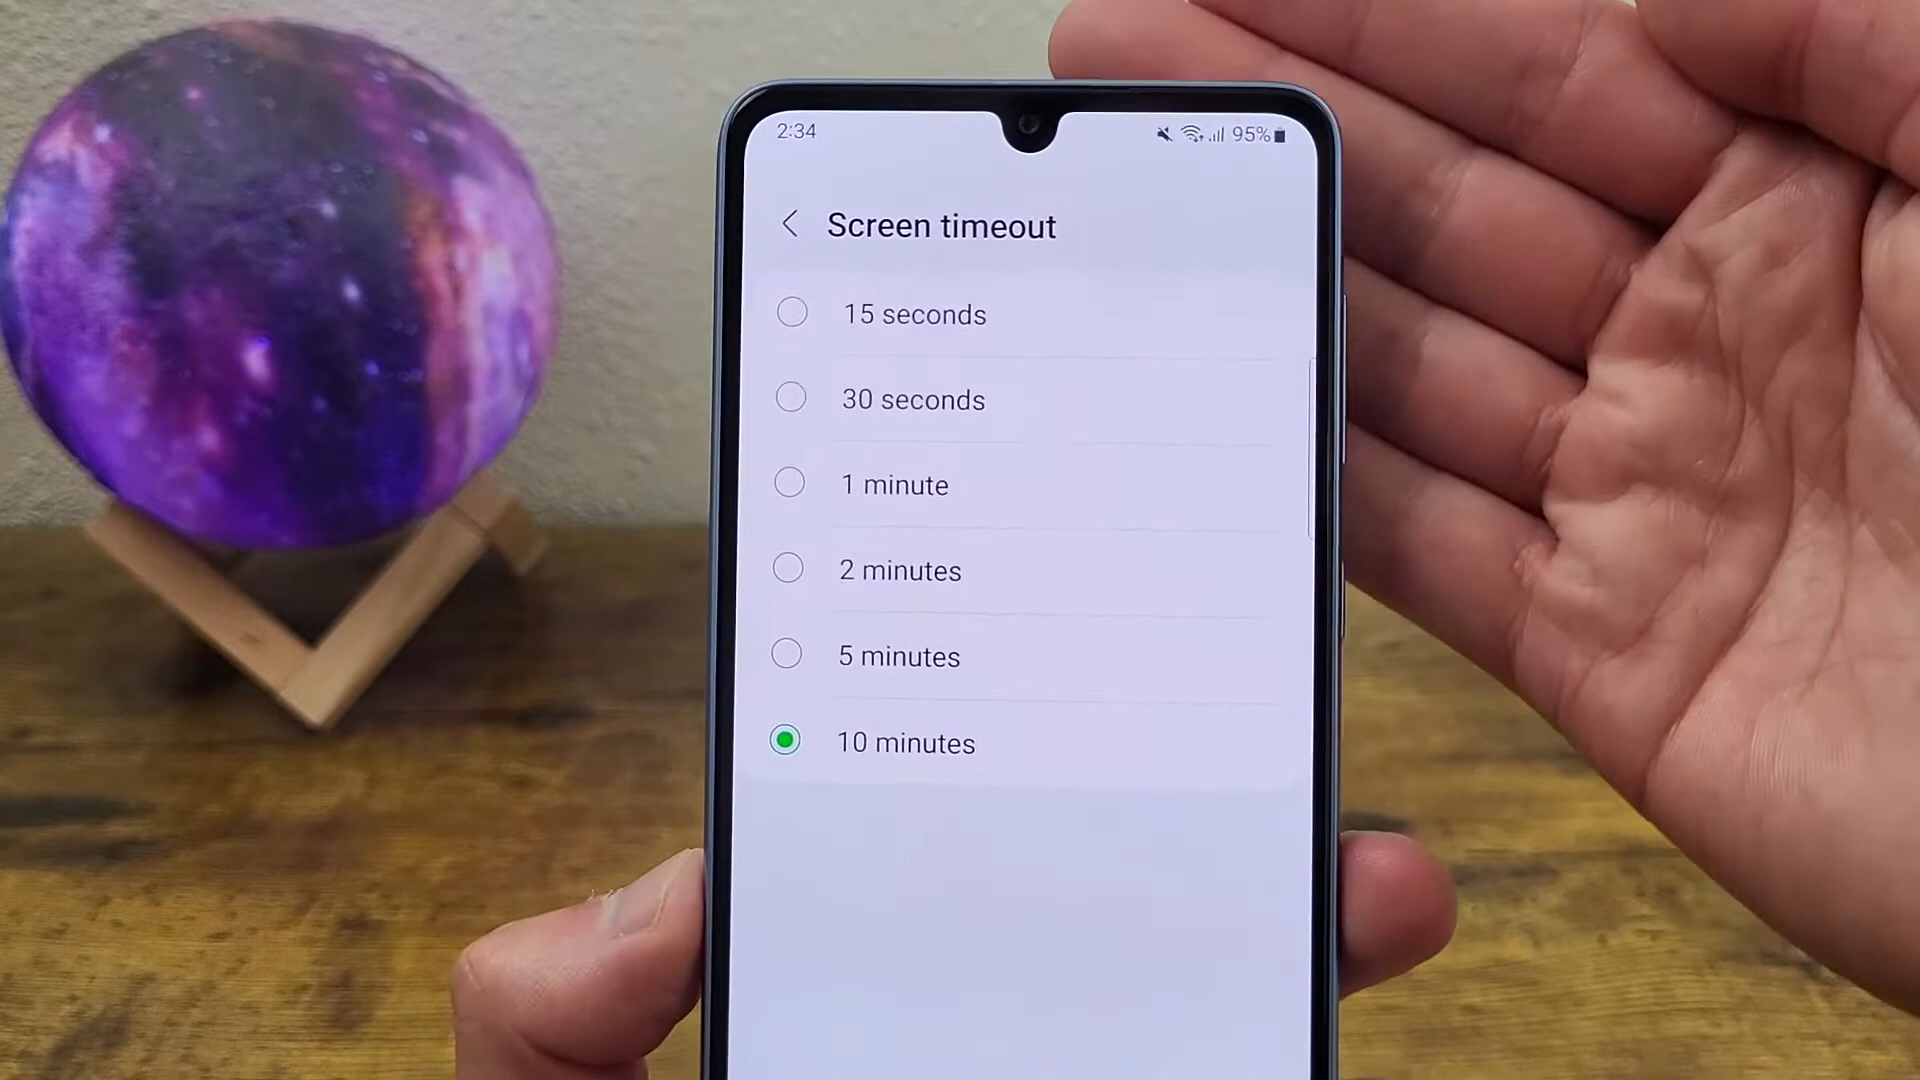 2:34 95%
Screen timeout
15 seconds
30 seconds
1 minute
2 minutes
5 minutes
10 minutes